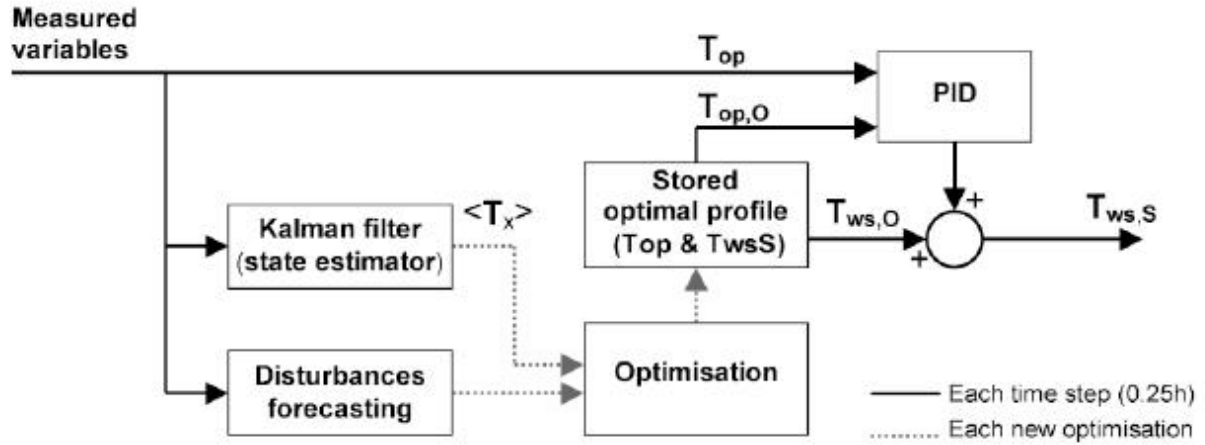 Measured
variables
Top
PID
Top,O
Stored
optimal profile
(Top & TwsS)
Tws,O
+
+
Tws,S
Kalman filter
(state estimator)
<Tx>
Disturbances
forecasting
Optimisation
Each time step (0.25h)
Each new optimisation